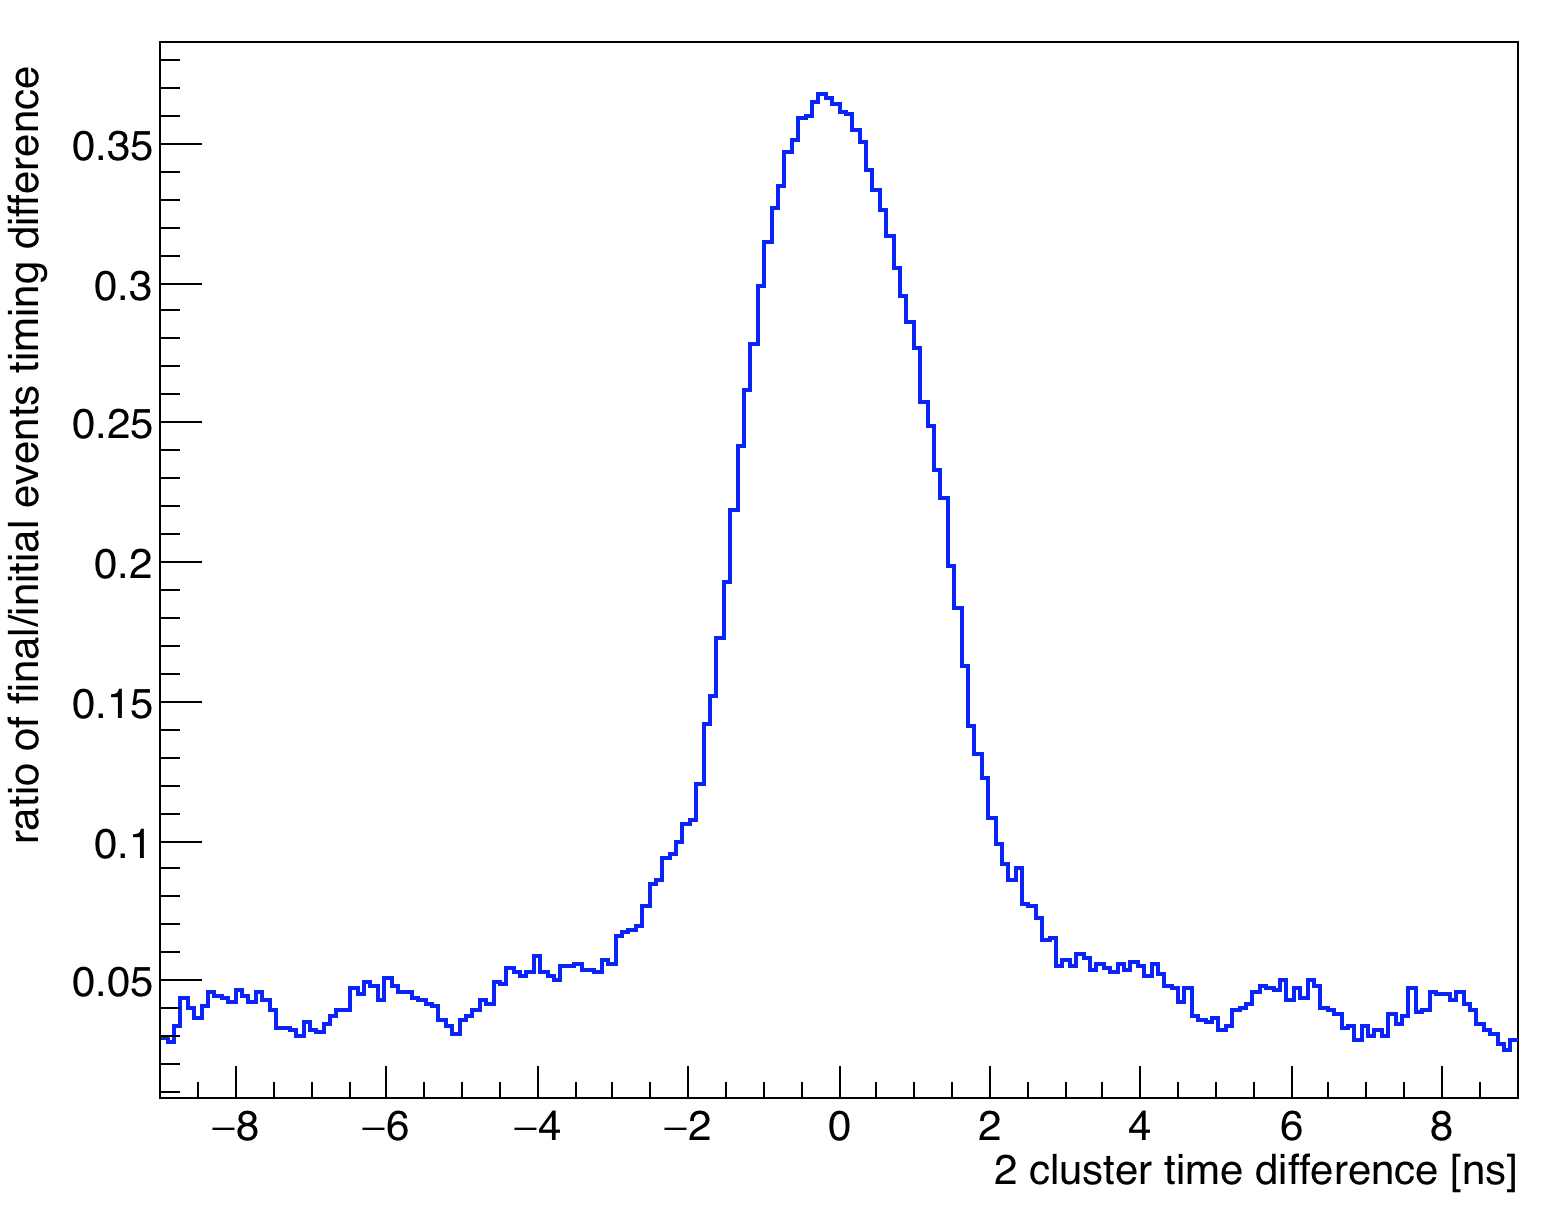 ratio of final/initial events timing difference
0.35
0.3
0.25
0.2
0.15
0.1
0.05
−8 −6 −4 −2 0 2 4 6 8
2 cluster time difference [ns]